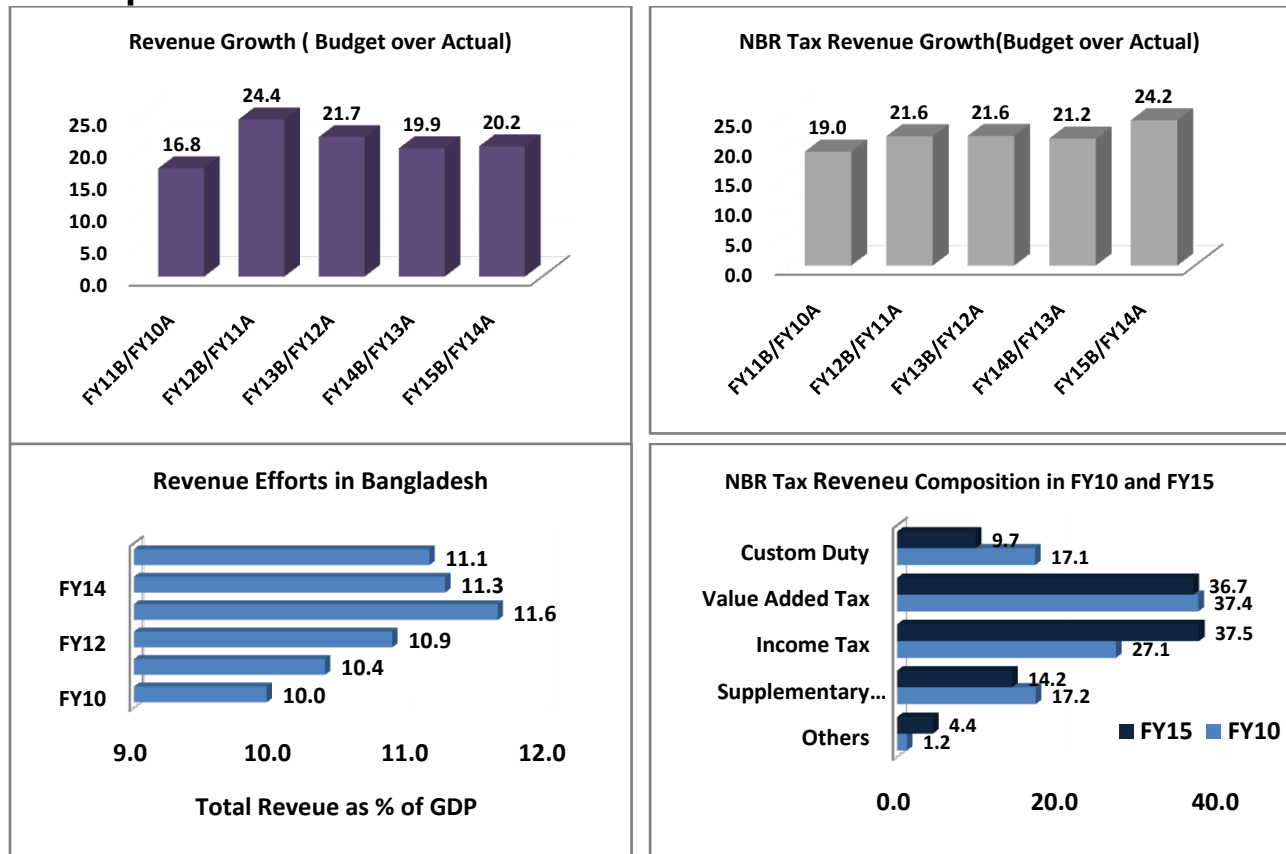 Revenue Growth ( Budget over Actual)
24.4
21.7
19.9
20.2
16.8
25.0
20.0
15.0
10.0
5.0
0.0
FY11B/FY10A
FY12B/FY11A
FY13B/FY12A
FY14B/FY13A
FY15B/FY14A
NBR Tax Revenue Growth(Budget over Actual)
24.2
21.6
21.6
21.2
19.0
25.0
20.0
15.0
10.0
5.0
0.0
FY11B/FY10A
FY12B/FY11A
FY13B/FY12A
FY14B/FY13A
FY15B/FY14A
Revenue Efforts in Bangladesh
11.1
FY14
11.3
11.6
FY12
10.9
10.4
FY10
10.0
9.0 10.0 11.0 12.0
Total Reveue as % of GDP
NBR Tax Reveneu Composition in FY10 and FY15
Custom Duty
9.7
17.1
Value Added Tax
36.7
37.4
Income Tax
37.5
27.1
Supplementary...
14.2
17.2
Others
4.4
1.2
FY15 FY10
0.0 20.0 40.0